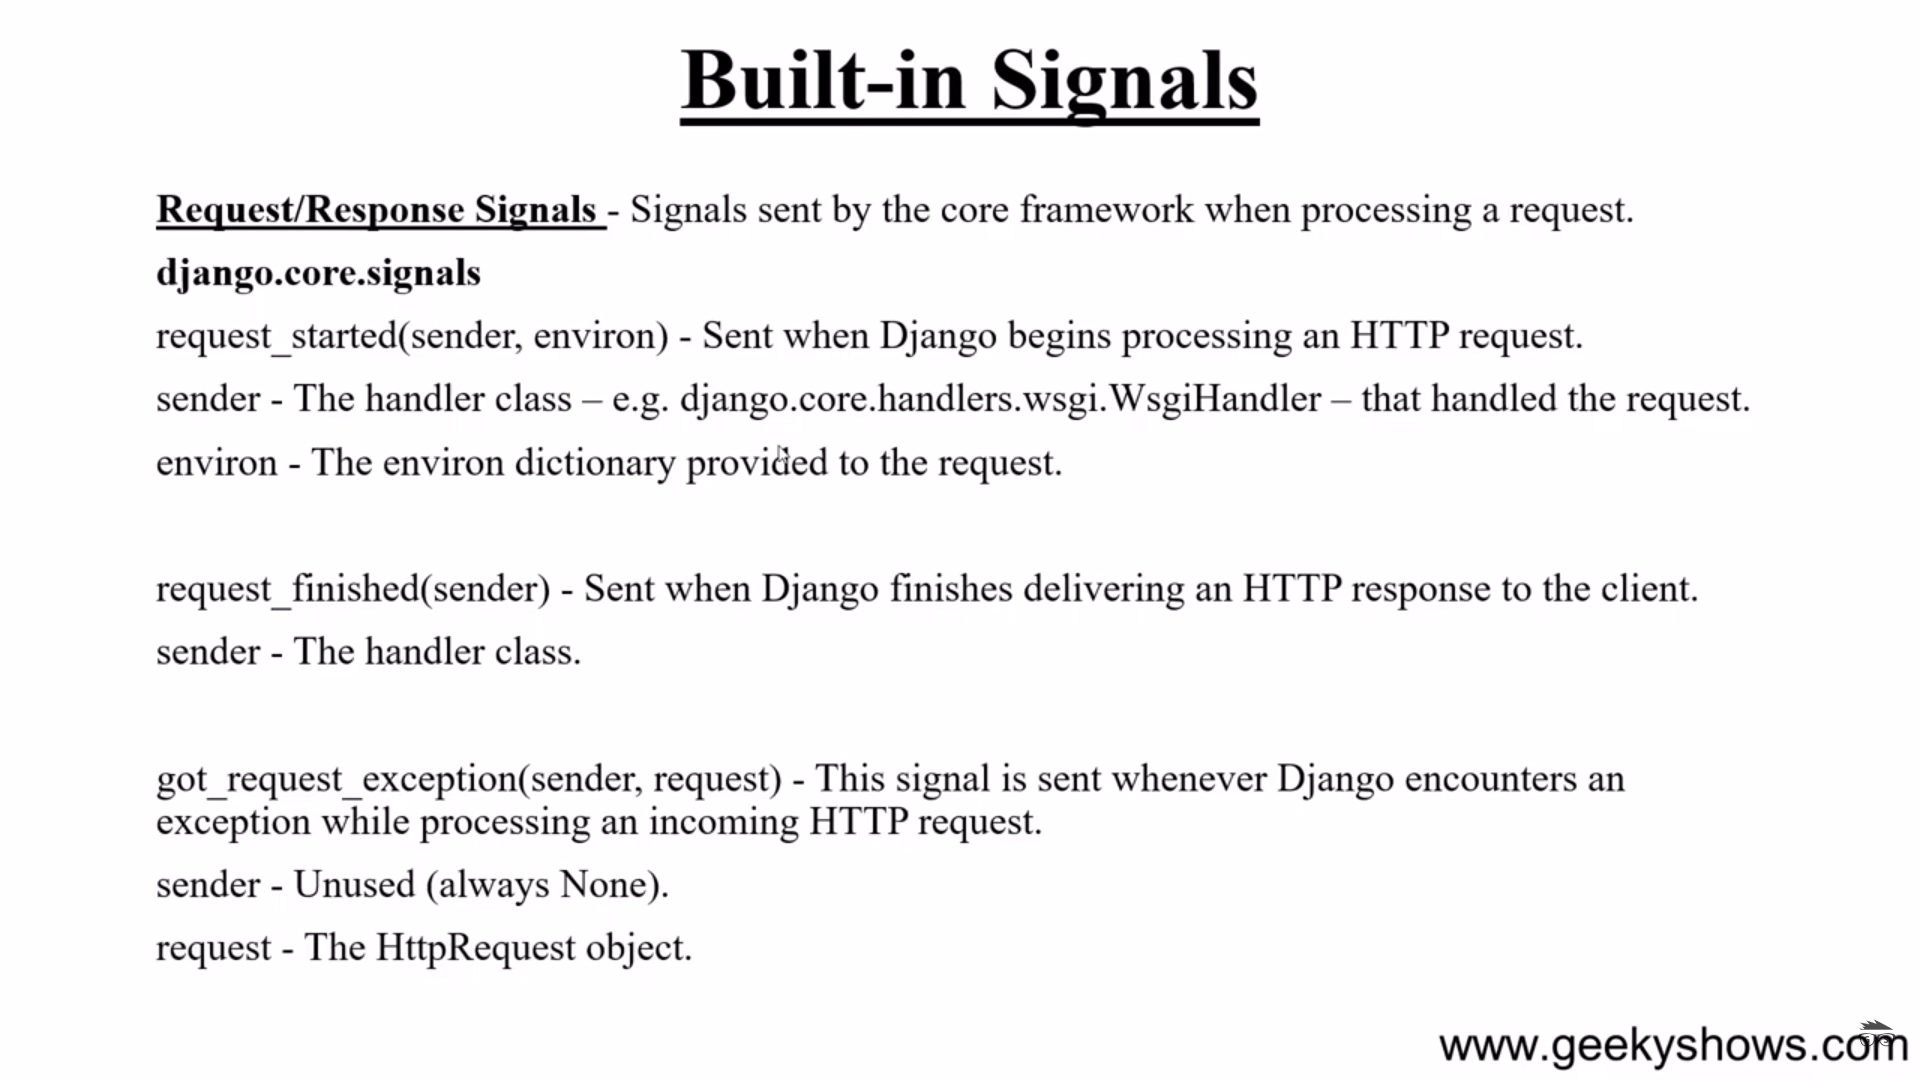 Built-in Signals
Request/Response Signals - Signals sent by the core framework when processing a request.
django.core.signals
request_started(sender, environ) - Sent when Django begins processing an HTTP request.
sender - The handler class – e.g. django.core.handlers.wsgi.WsgiHandler – that handled the request.
environ - The environ dictionary provided to the request.
request_finished(sender) - Sent when Django finishes delivering an HTTP response to the client.
sender - The handler class.
got_request_exception(sender, request) - This signal is sent whenever Django encounters an
exception while processing an incoming HTTP request.
sender - Unused (always None).
request - The HttpRequest object.
www.geekyshows.com